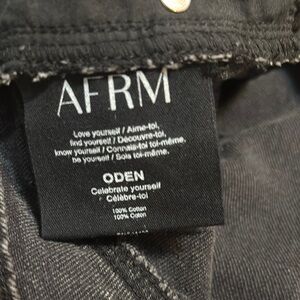 AFRM
Love yourself / Aime-toi,
find yourself / Découvre-toi,
know yourself / Connais-toi toi-même,
be yourself / Sois toi-même.
ODEN
Celebrate yourself
Célèbre-toi
100% Cotton
100% Coton